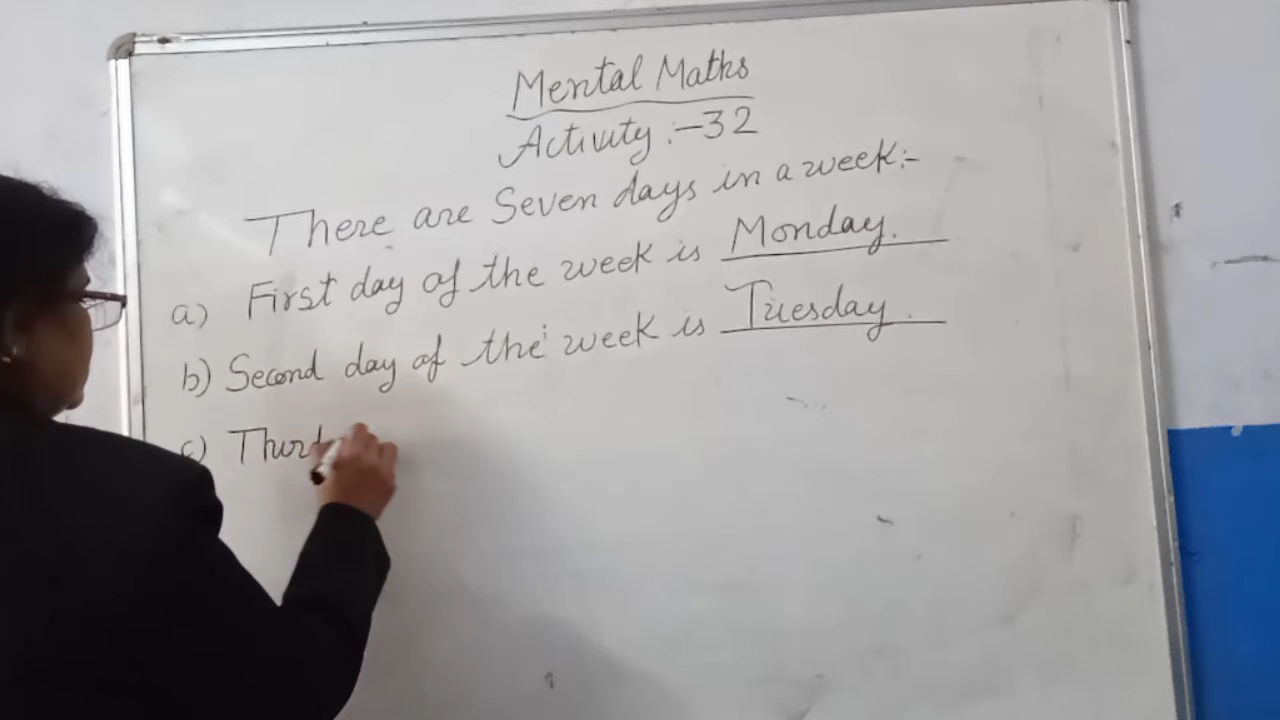 Mental Maths
Activity :- 32
There are Seven days in a week:-
a) First day of the week is Monday.
b) Second day of the week is Tuesday.
c) Third